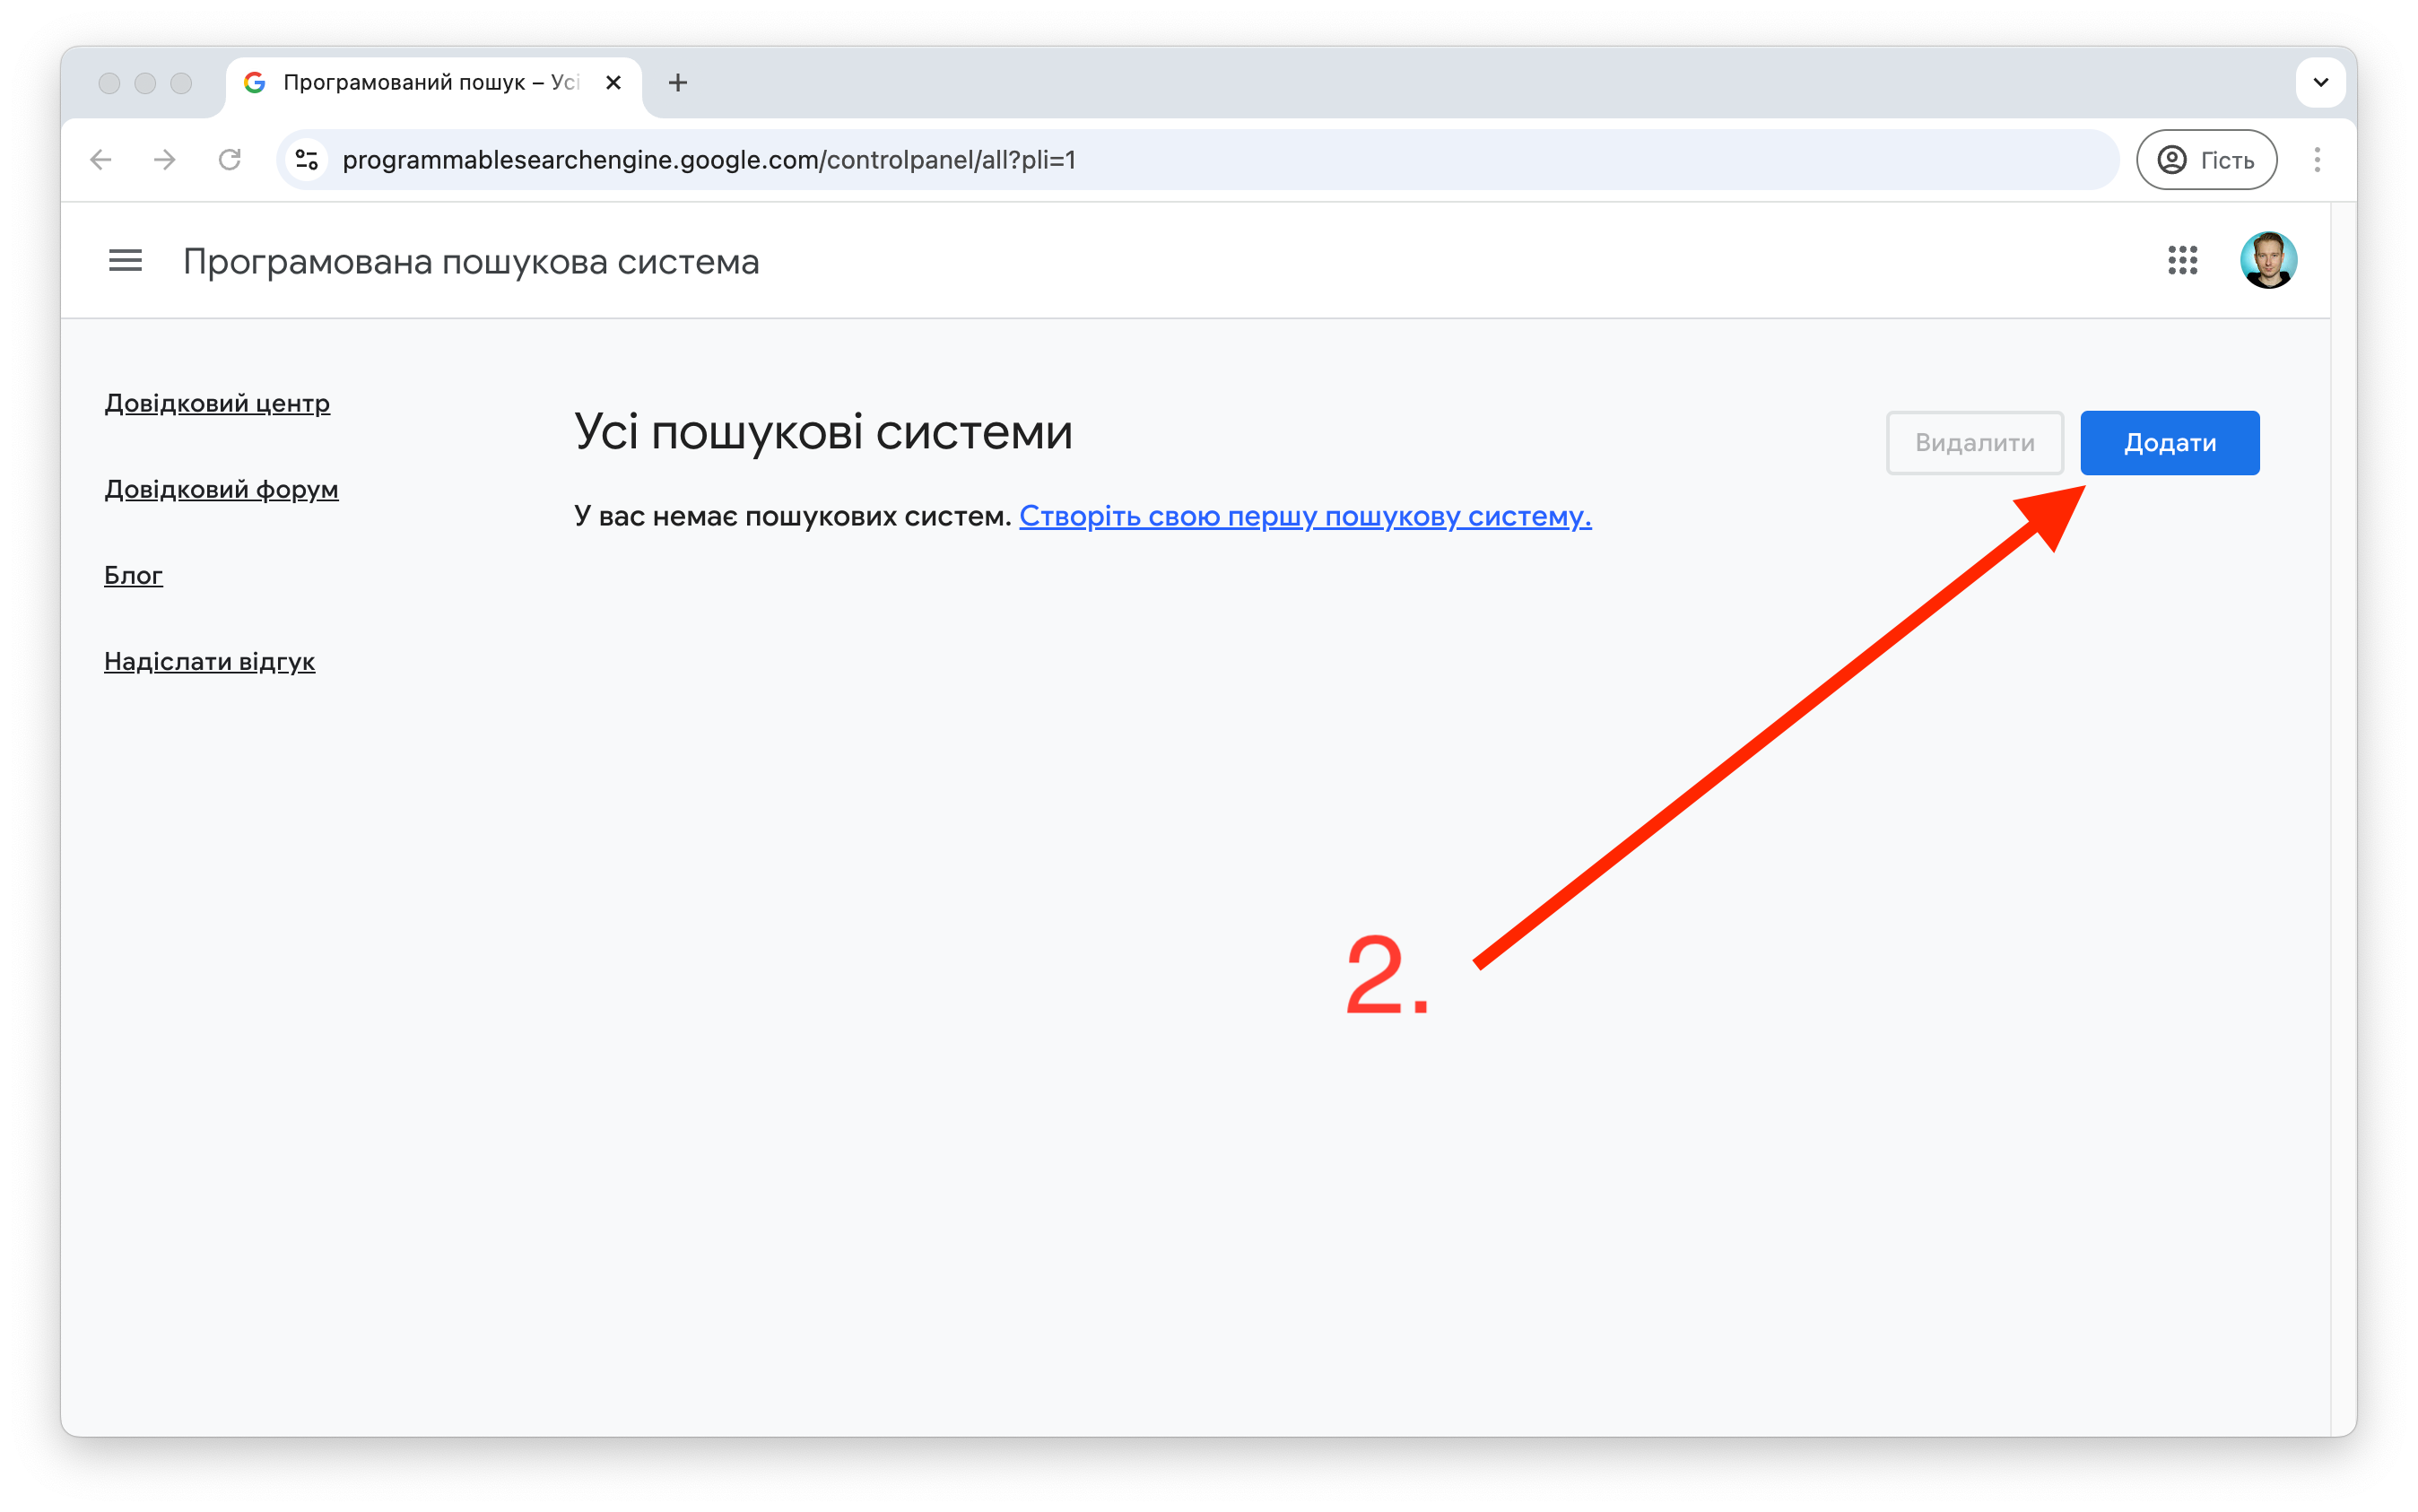 Програмований пошук – Усі
programmablesearchengine.google.com/controlpanel/all?pli=1
Гість
Програмована пошукова система
Довідковий центр
Довідковий форум
Блог
Надіслати відгук
Усі пошукові системи
Видалити
Додати
У вас немає пошукових систем. Створіть свою першу пошукову систему.
2.